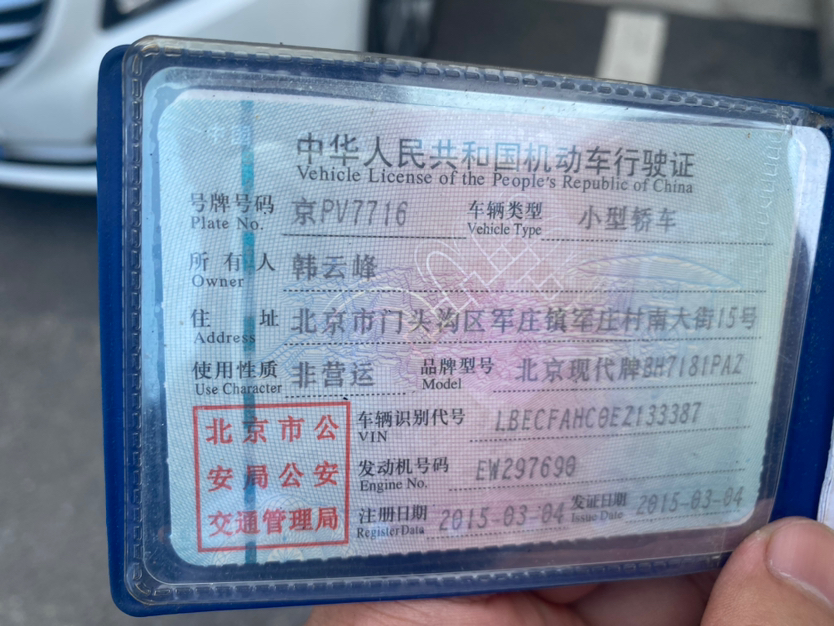 中华人民共和国机动车行驶证
Vehicle License of the People's Republic of China
号牌号码 京PV7716 车辆类型 小型轿车
Plate No. Vehicle Type
所有人 韩云峰
Owner
住址 北京市门头沟区军庄镇军庄村南大街15号
Address
使用性质 非营运 品牌型号 北京现代牌BH7181PAZ
Use Character Model
北京市公 车辆识别代号 LBECFAHC0EZ133387
VIN
安局公安 发动机号码 EW297690
Engine No.
交通管理局 注册日期 2015-03-04 发证日期 2015-03-04
Register Data Issue Date